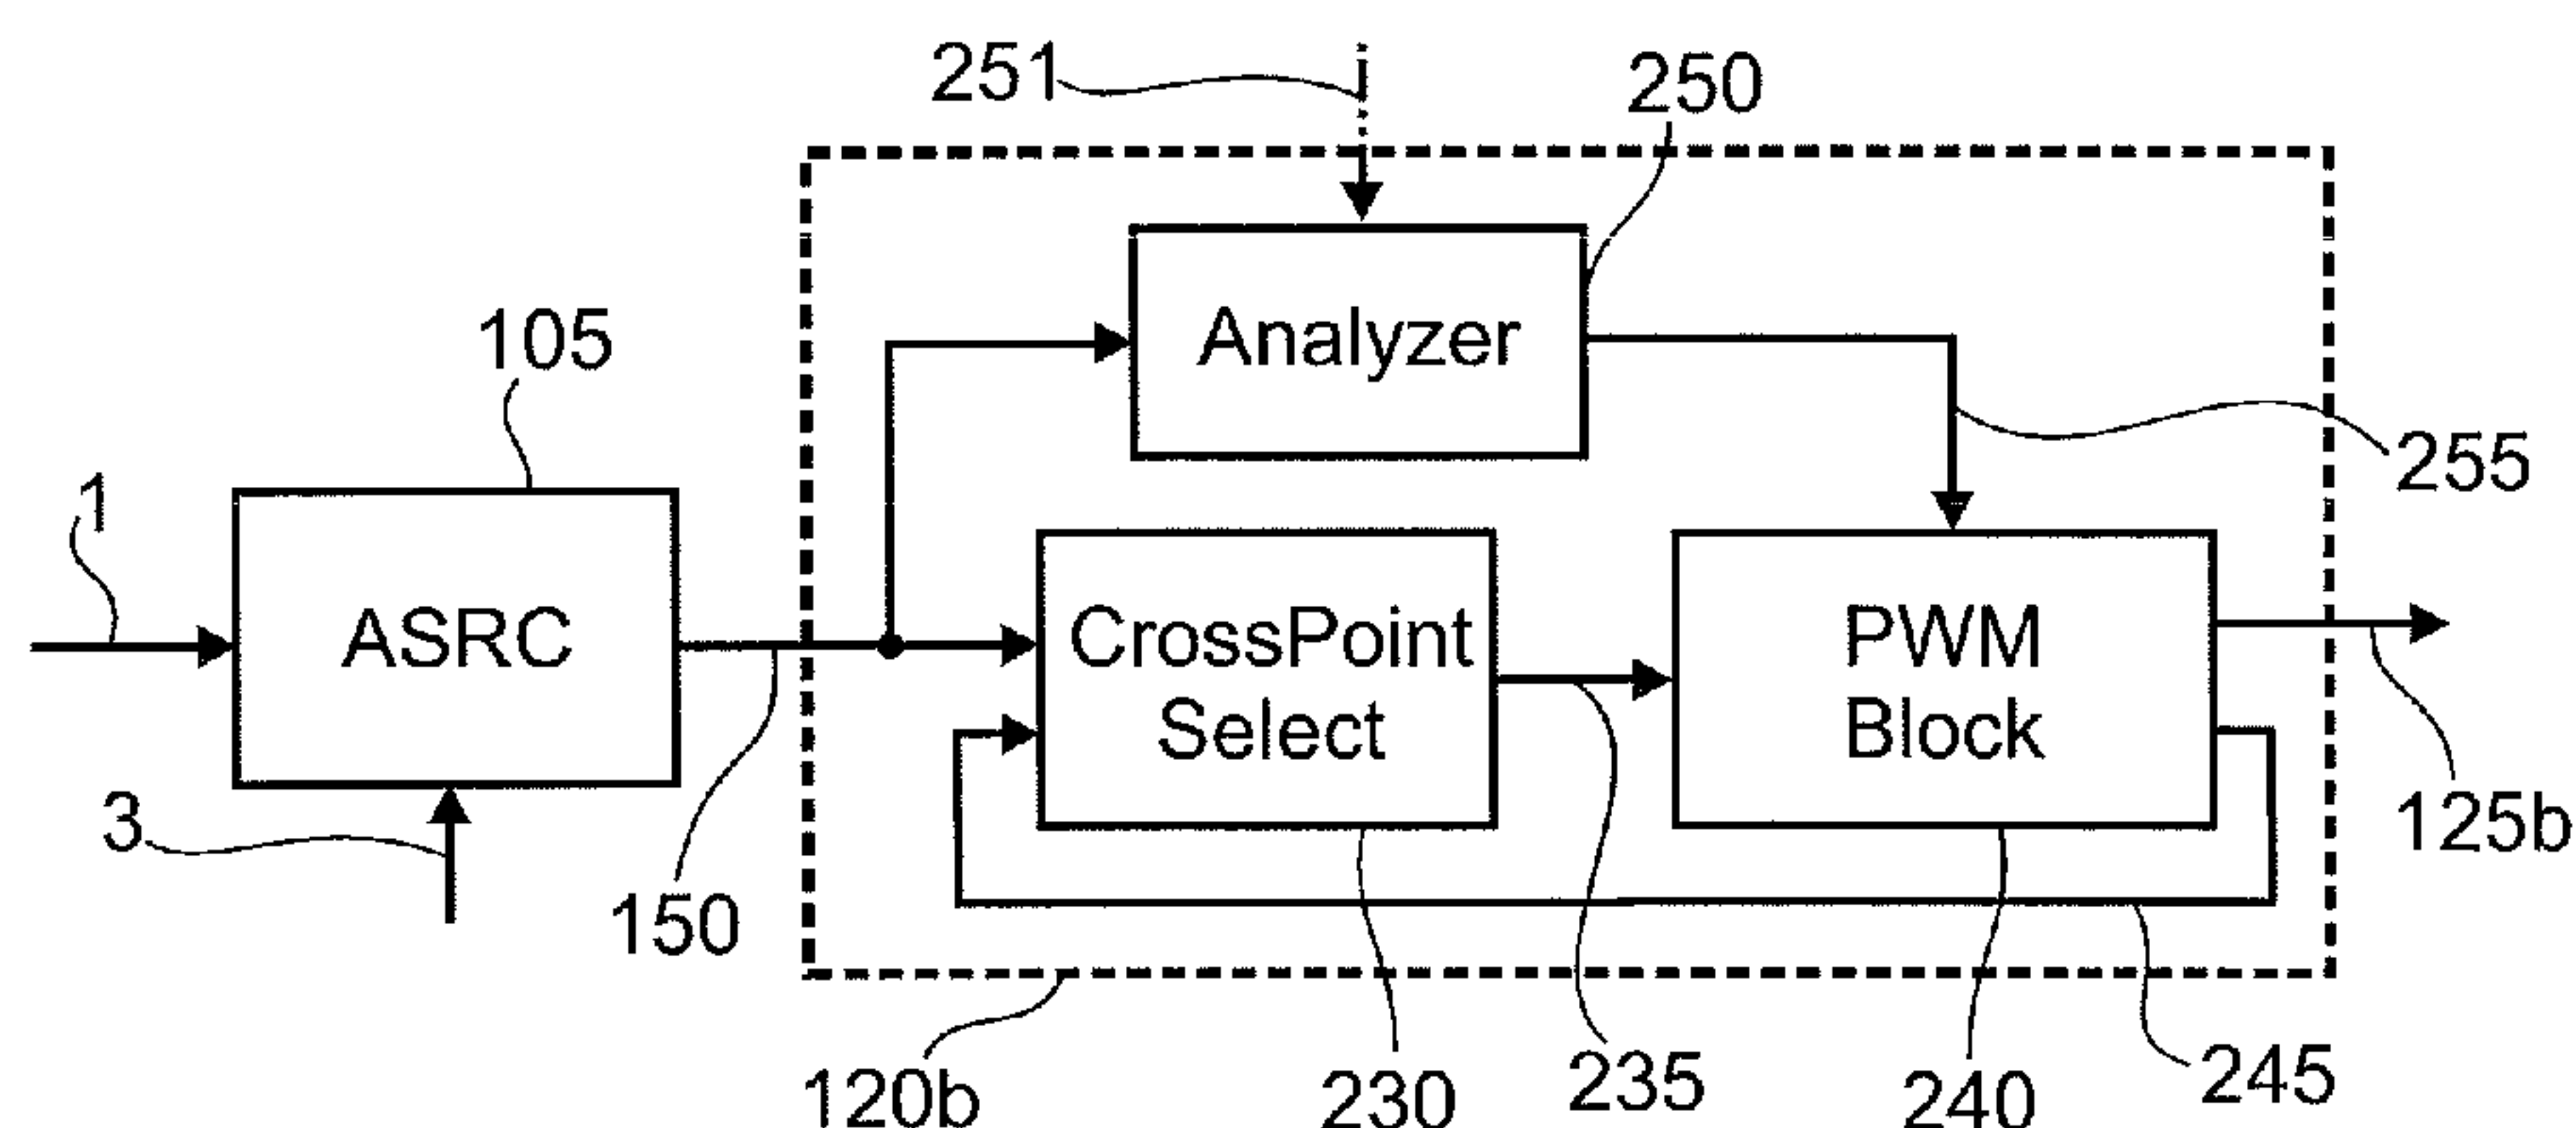 251
250
Analyzer
105
255
1
ASRC
CrossPoint
Select
PWM
Block
125b
3
150
120b
230
235
240
245